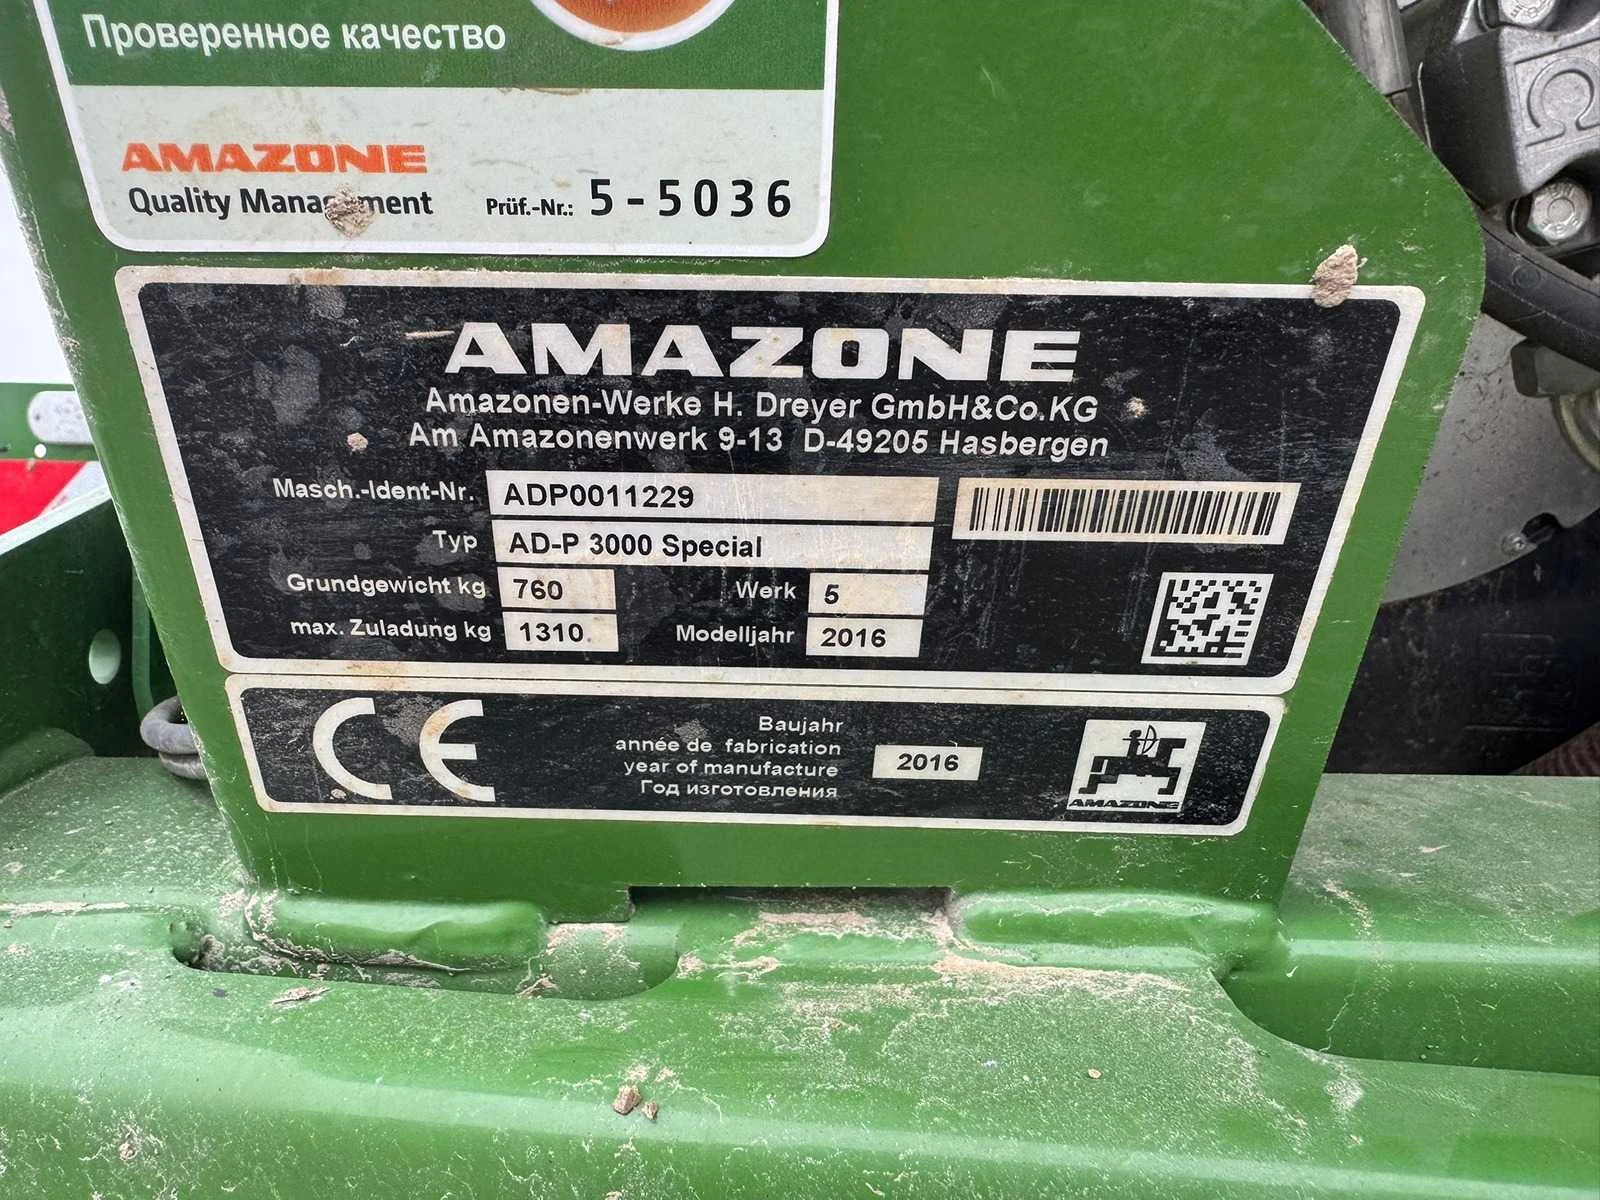 Проверенное качество
AMAZONE
Quality Management Prüf.-Nr.: 5-5036
AMAZONE
Amazonen-Werke H. Dreyer GmbH&Co.KG
Am Amazonenwerk 9-13 D-49205 Hasbergen
Masch.-Ident-Nr. ADP0011229
Typ AD-P 3000 Special
Grundgewicht kg 760 Werk 5
max. Zuladung kg 1310 Modelljahr 2016
CE
Baujahr
année de fabrication
year of manufacture
Год изготовления
2016
AMAZONE